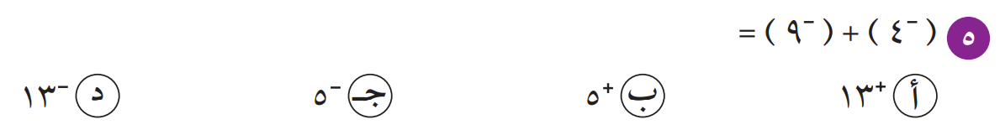 ٥ ( ⁻٤ ) + ( ⁻٩ ) =
أ ⁺١٣ ب ⁺٥ جـ ⁻٥ د ⁻١٣